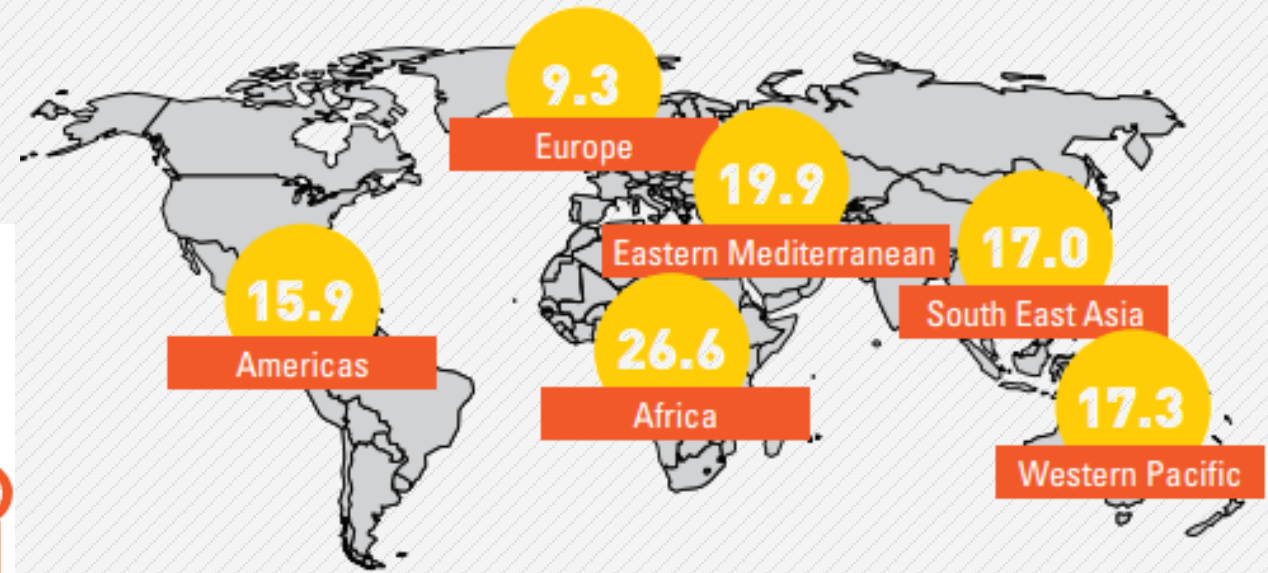 9.3
Europe
19.9
Eastern Mediterranean
17.0
South East Asia
15.9
Americas
26.6
Africa
17.3
Western Pacific